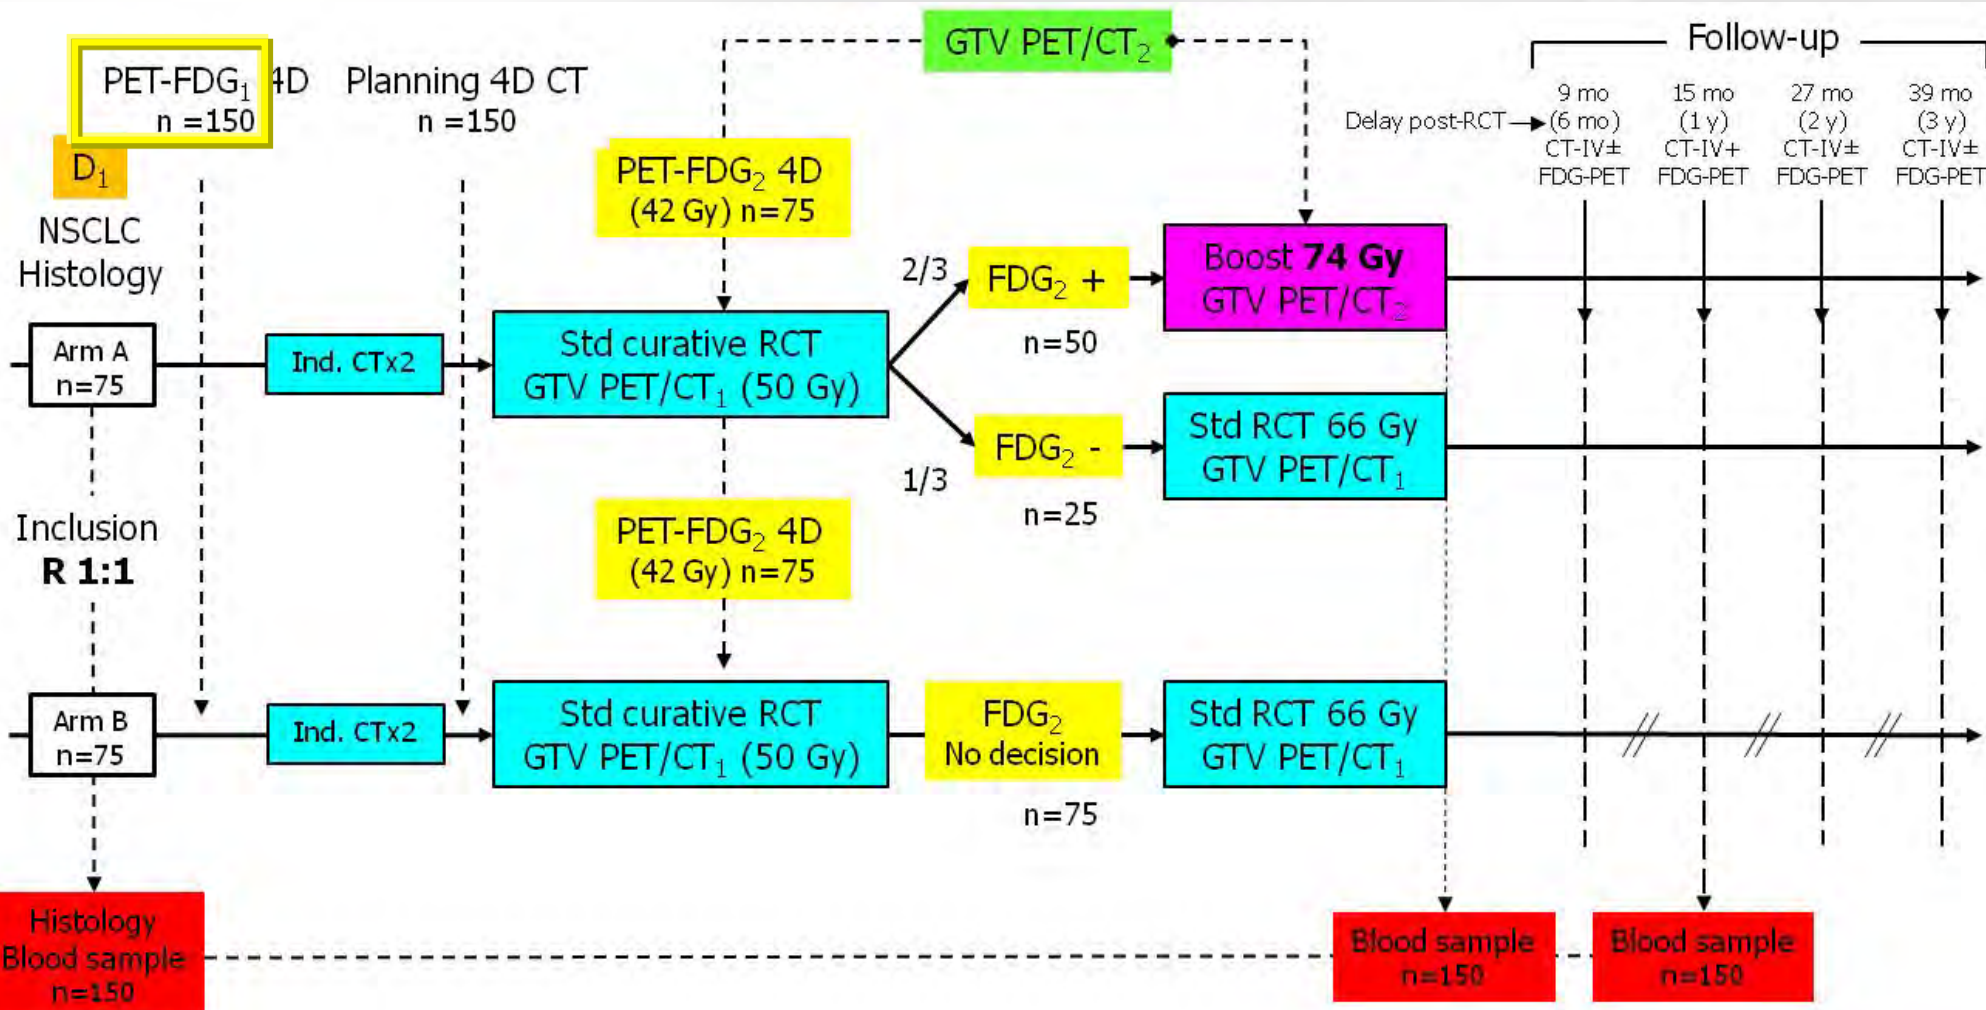 PET-FDG1 4D
n =150
Planning 4D CT
n =150
GTV PET/CT2
Follow-up
Delay post-RCT
9 mo
(6 mo)
CT-IV±
FDG-PET
15 mo
(1 y)
CT-IV+
FDG-PET
27 mo
(2 y)
CT-IV±
FDG-PET
39 mo
(3 y)
CT-IV±
FDG-PET
D1
NSCLC
Histology
PET-FDG2 4D
(42 Gy) n=75
Arm A
n=75
Ind. CTx2
Std curative RCT
GTV PET/CT1 (50 Gy)
2/3
FDG2 +
n=50
Boost 74 Gy
GTV PET/CT2
1/3
FDG2 -
n=25
Std RCT 66 Gy
GTV PET/CT1
Inclusion
R 1:1
PET-FDG2 4D
(42 Gy) n=75
Arm B
n=75
Ind. CTx2
Std curative RCT
GTV PET/CT1 (50 Gy)
FDG2
No decision
n=75
Std RCT 66 Gy
GTV PET/CT1
Histology
Blood sample
n=150
Blood sample
n=150
Blood sample
n=150